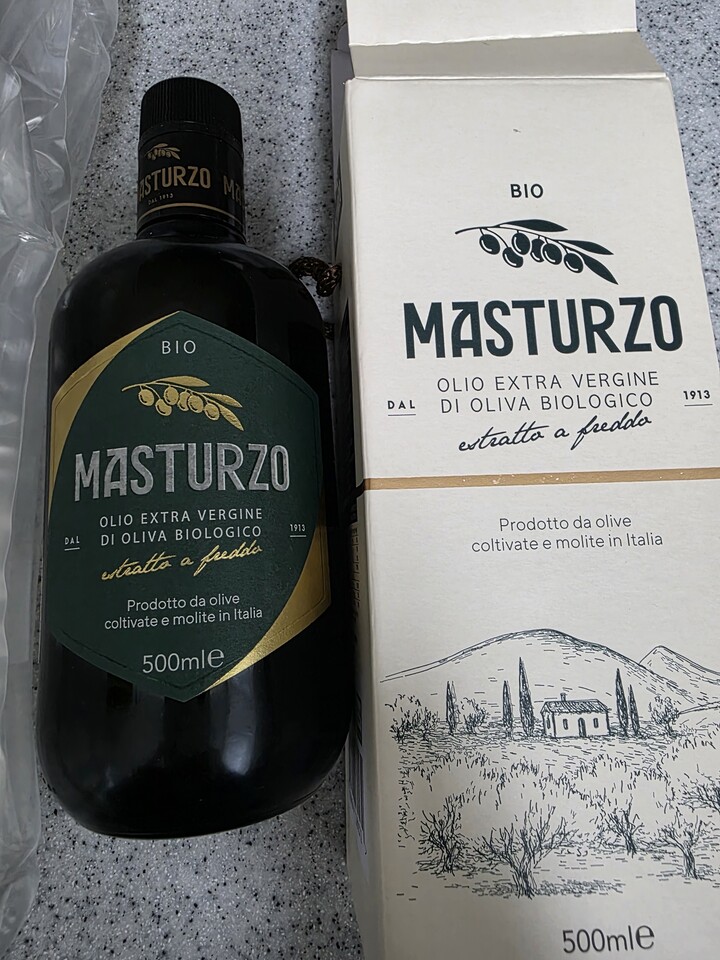 MASTURZO
DAL 1913
BIO
MASTURZO
OLIO EXTRA VERGINE
DI OLIVA BIOLOGICO
DAL
1913
estratto a freddo
Prodotto da olive
coltivate e molite in Italia
500ml℮
BIO
MASTURZO
OLIO EXTRA VERGINE
DI OLIVA BIOLOGICO
DAL
1913
estratto a freddo
Prodotto da olive
coltivate e molite in Italia
500ml℮